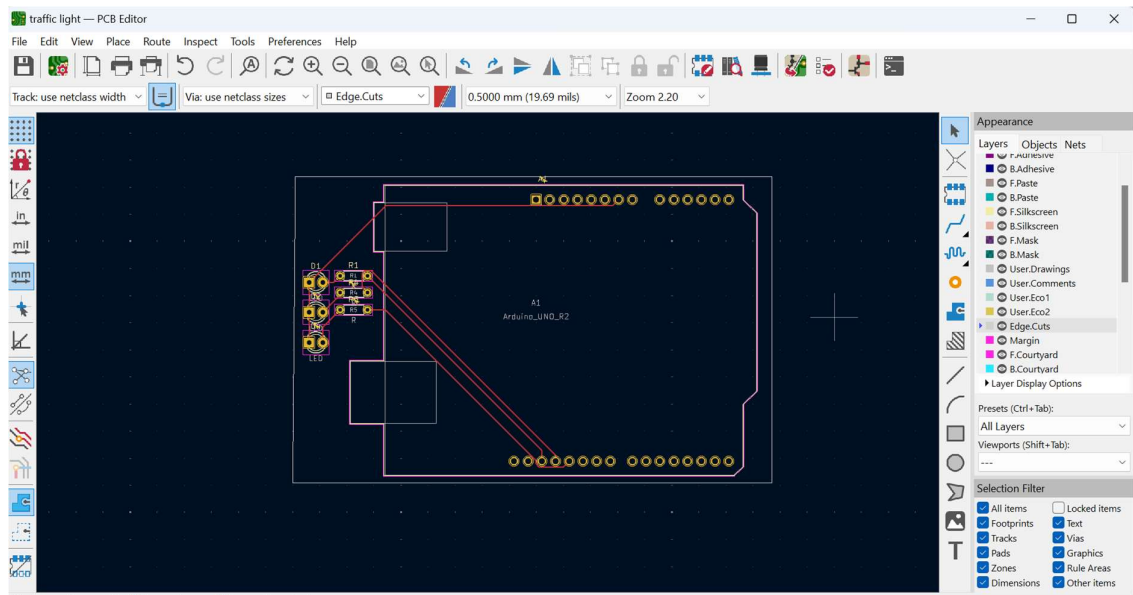 traffic light — PCB Editor
File Edit View Place Route Inspect Tools Preferences Help
Track: use netclass width Via: use netclass sizes Edge.Cuts 0.5000 mm (19.69 mils) Zoom 2.20
in
mil
mm
D1
R1
R1
R4
R5
R
LED
A1
Arduino_UNO_R2
Appearance
Layers Objects Nets
F.Adhesive
B.Adhesive
F.Paste
B.Paste
F.Silkscreen
B.Silkscreen
F.Mask
B.Mask
User.Drawings
User.Comments
User.Eco1
User.Eco2
Edge.Cuts
Margin
F.Courtyard
B.Courtyard
Layer Display Options
Presets (Ctrl+Tab):
All Layers
Viewports (Shift+Tab):
---
Selection Filter
All items Locked items
Footprints Text
Tracks Vias
Pads Graphics
Zones Rule Areas
Dimensions Other items